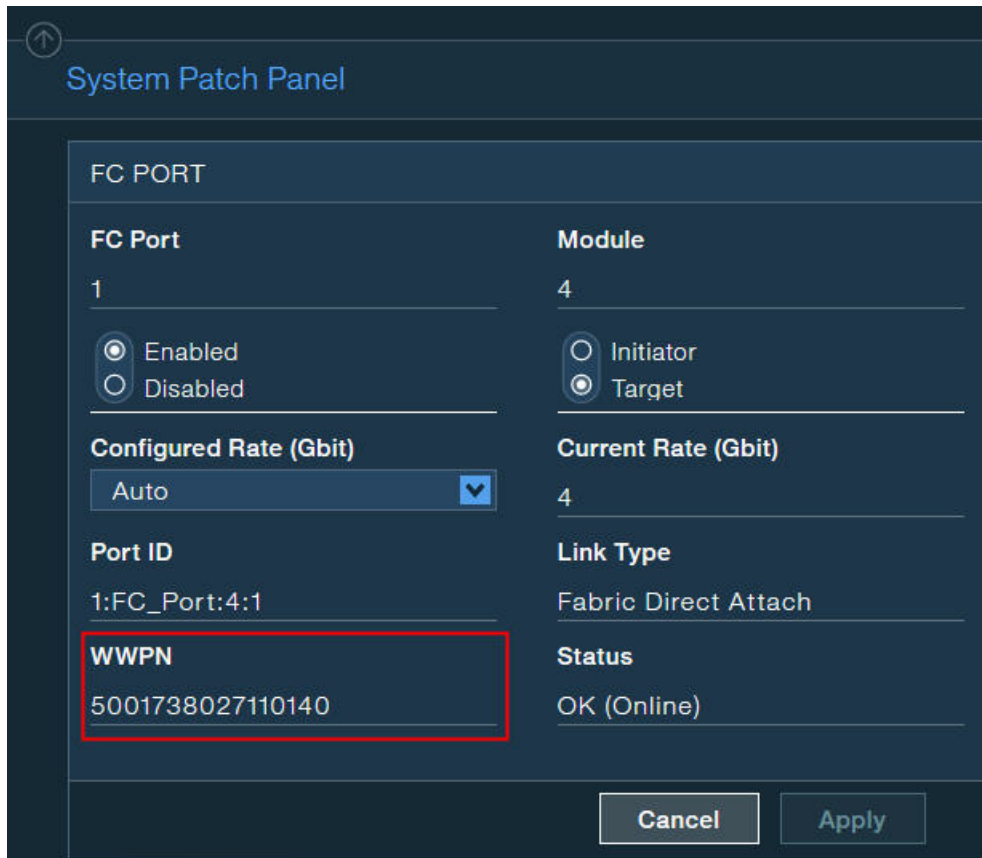 System Patch Panel
FC PORT
FC Port
Module
1
4
Enabled
Disabled
Initiator
Target
Configured Rate (Gbit)
Current Rate (Gbit)
Auto
4
Port ID
Link Type
1:FC_Port:4:1
Fabric Direct Attach
WWPN
Status
5001738027110140
OK (Online)
Cancel
Apply